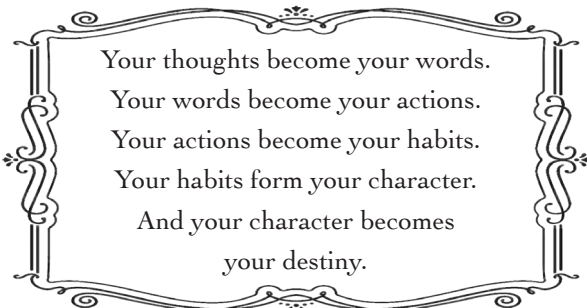 Your thoughts become your words.
Your words become your actions.
Your actions become your habits.
Your habits form your character.
And your character becomes
your destiny.